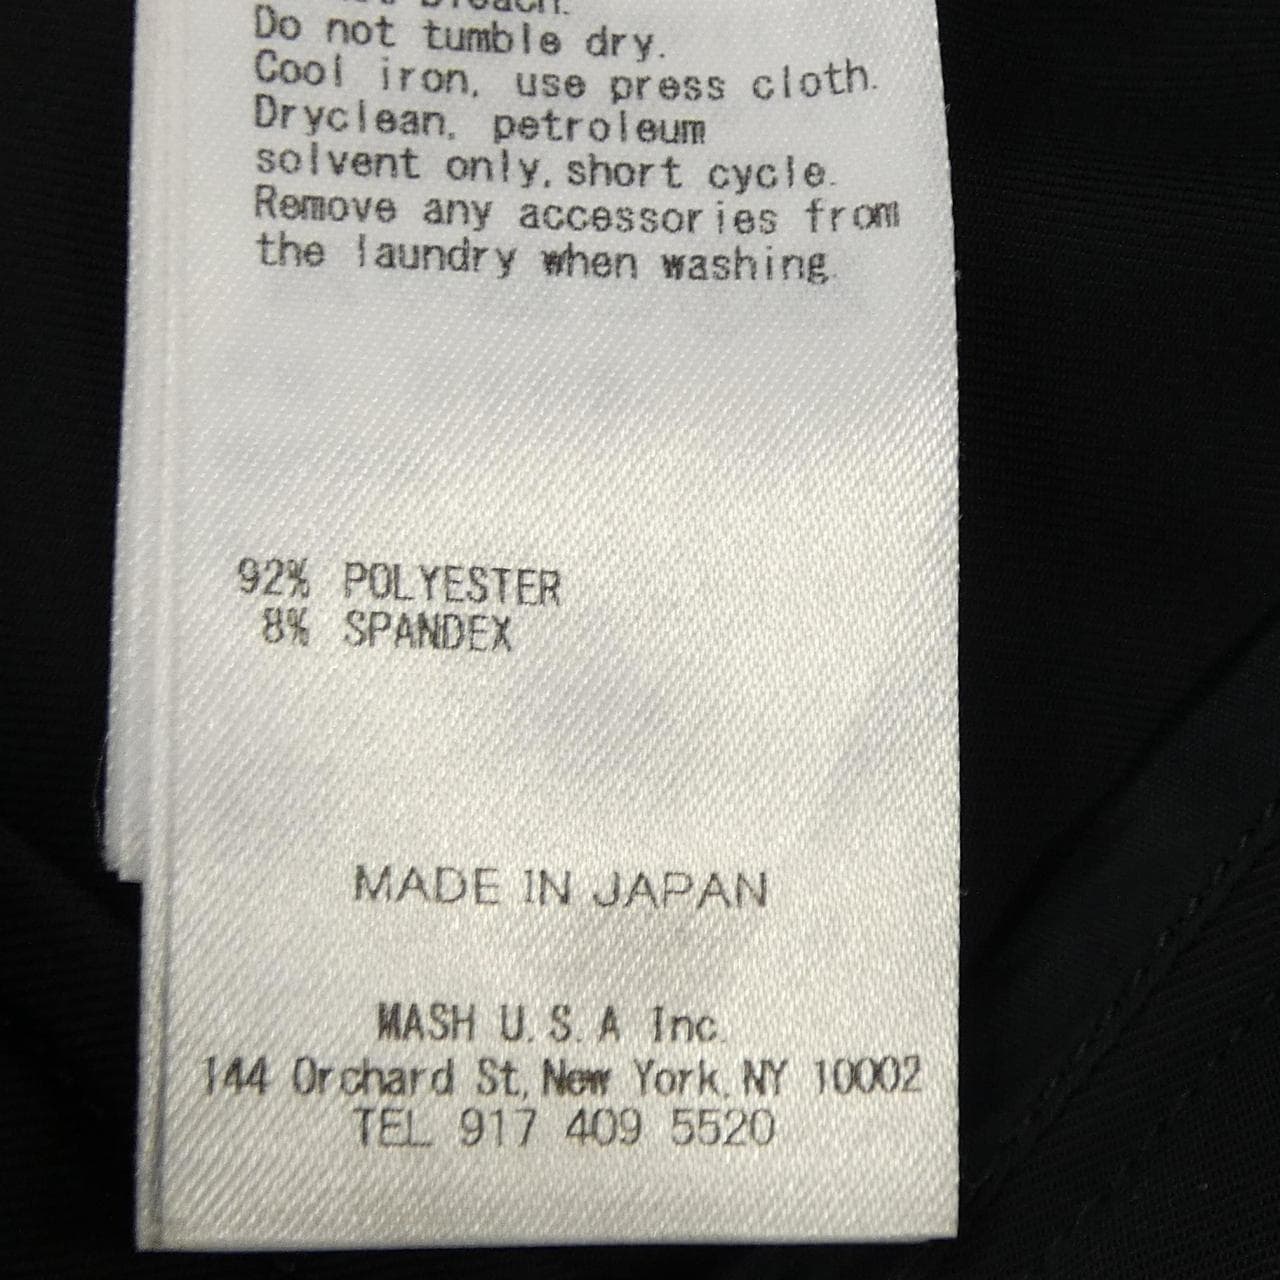 Do not tumble dry.
Cool iron, use press cloth.
Dryclean, petroleum
solvent only, short cycle.
Remove any accessories from
the laundry when washing.
92% POLYESTER
8% SPANDEX
MADE IN JAPAN
MASH U.S.A Inc.
144 Orchard St, New York, NY 10002
TEL 917 409 5520